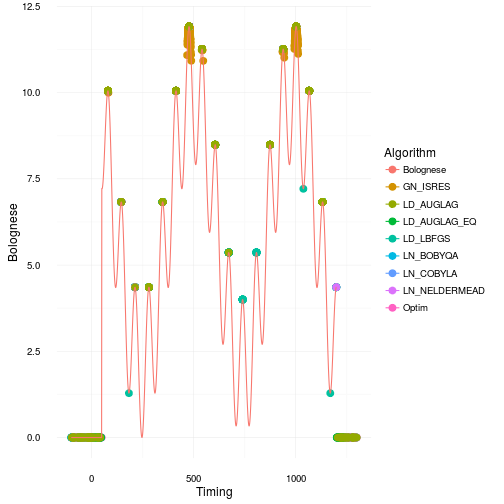 12.5
10.0
7.5
5.0
2.5
0.0
Bolognese
0 500 1000
Timing
Algorithm
Bolognese
GN_ISRES
LD_AUGLAG
LD_AUGLAG_EQ
LD_LBFGS
LN_BOBYQA
LN_COBYLA
LN_NELDERMEAD
Optim